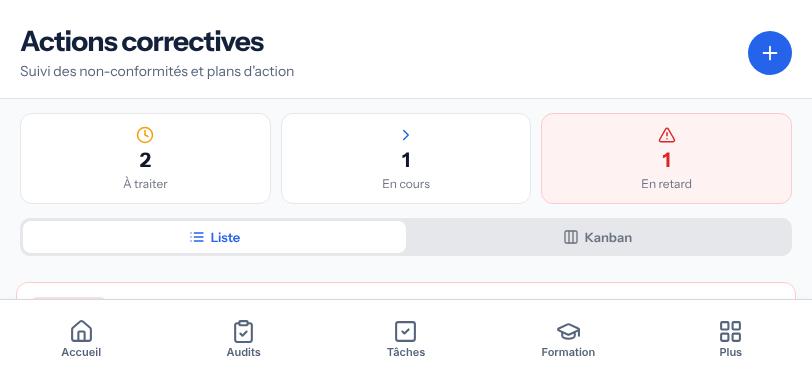 Actions correctives
Suivi des non-conformités et plans d'action
2
À traiter
1
En cours
1
En retard
Liste
Kanban
Accueil
Audits
Tâches
Formation
Plus